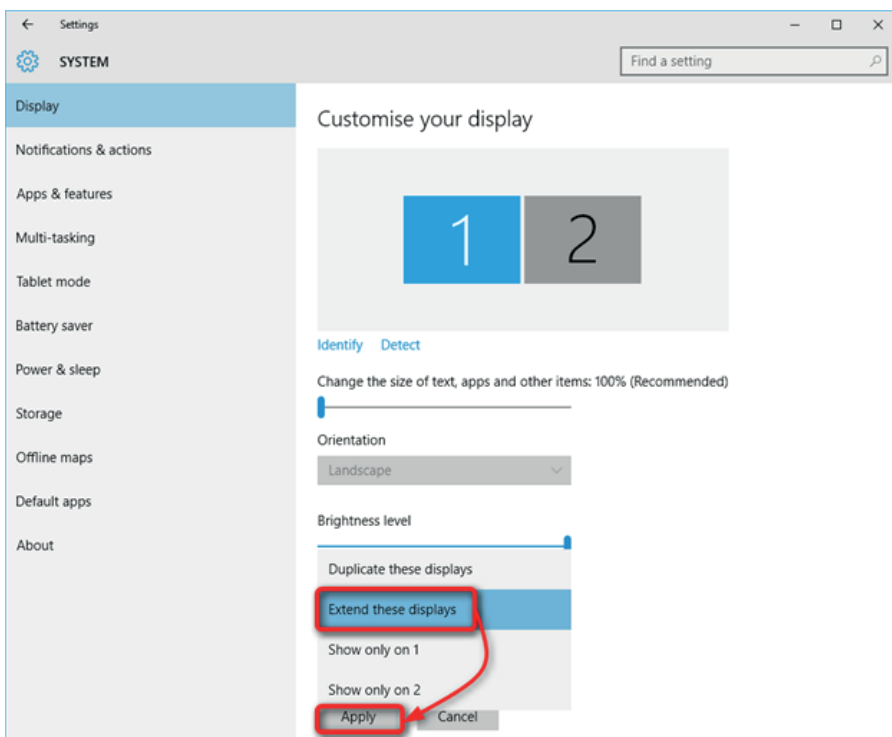 Settings
SYSTEM
Find a setting
Display
Notifications & actions
Apps & features
Multi-tasking
Tablet mode
Battery saver
Power & sleep
Storage
Offline maps
Default apps
About
Customise your display
1 2
Identify Detect
Change the size of text, apps and other items: 100% (Recommended)
Orientation
Landscape
Brightness level
Duplicate these displays
Extend these displays
Show only on 1
Show only on 2
Apply Cancel